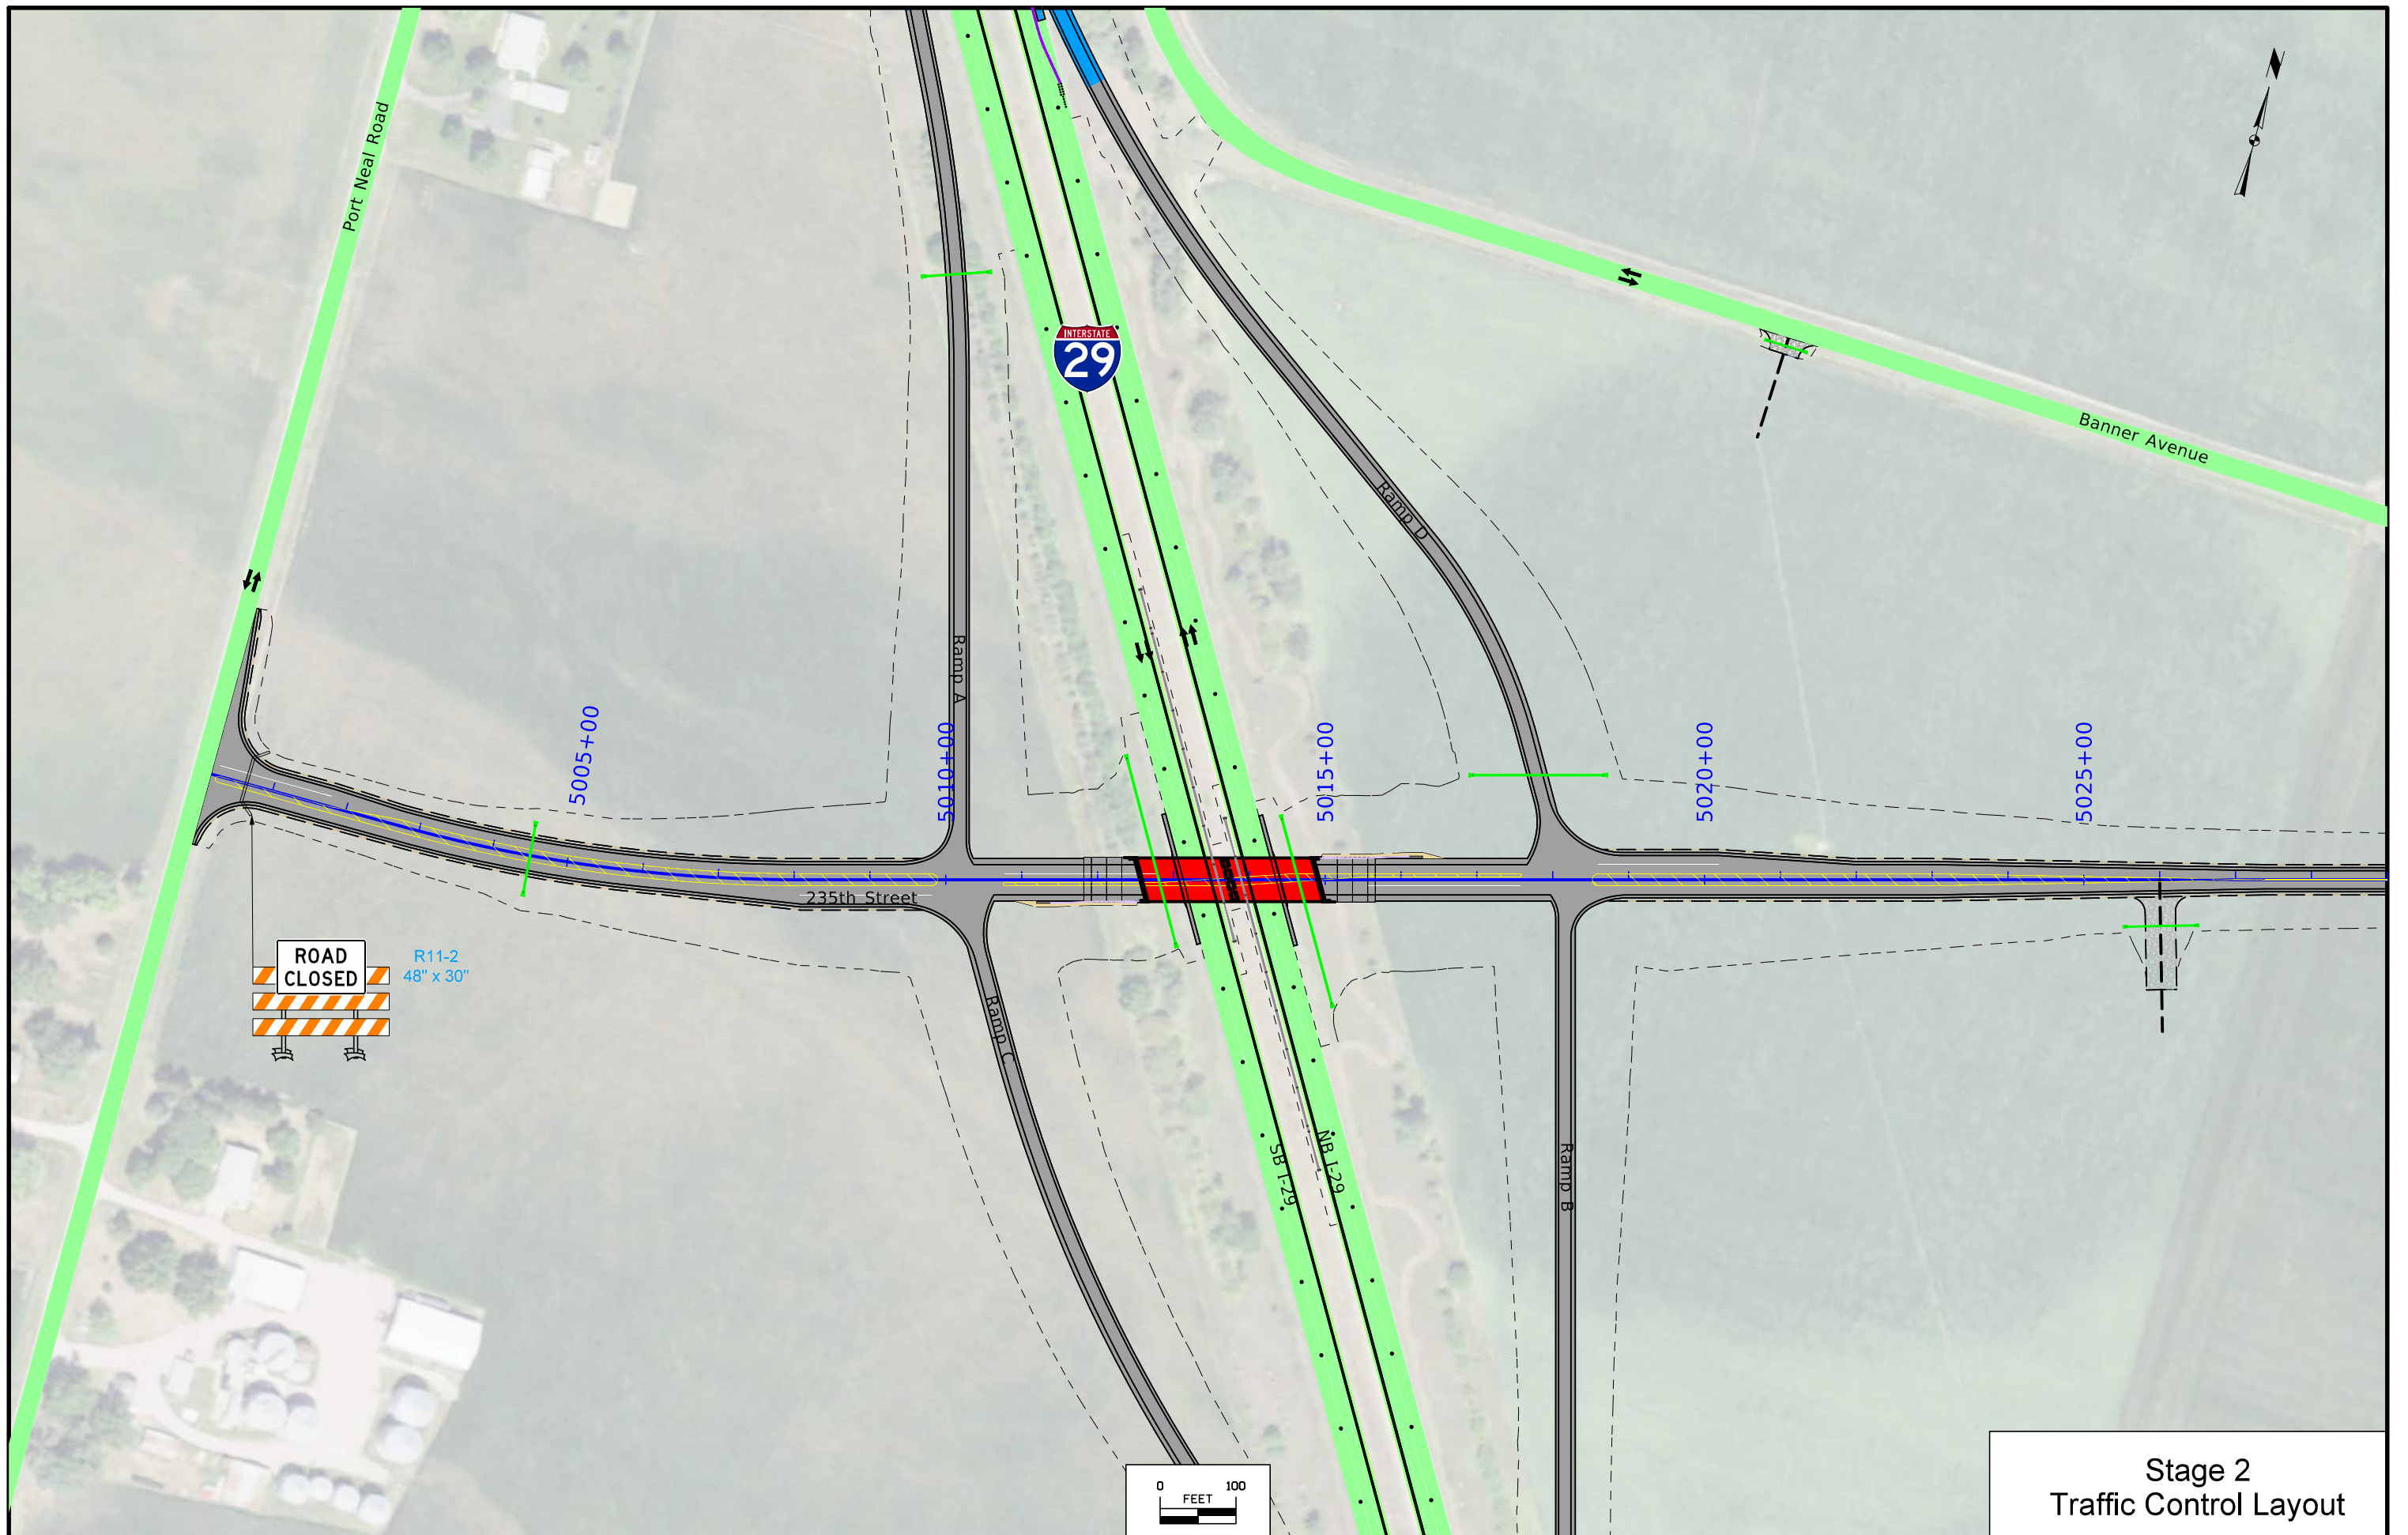 Port Neal Road
INTERSTATE
29
Banner Avenue
Ramp D
Ramp A
5005+00
5010+00
5015+00
5020+00
5025+00
235th Street
ROAD
CLOSED
R11-2
48" x 30"
Ramp C
SB I-29
NB I-29
Ramp B
0 100
FEET
Stage 2
Traffic Control Layout